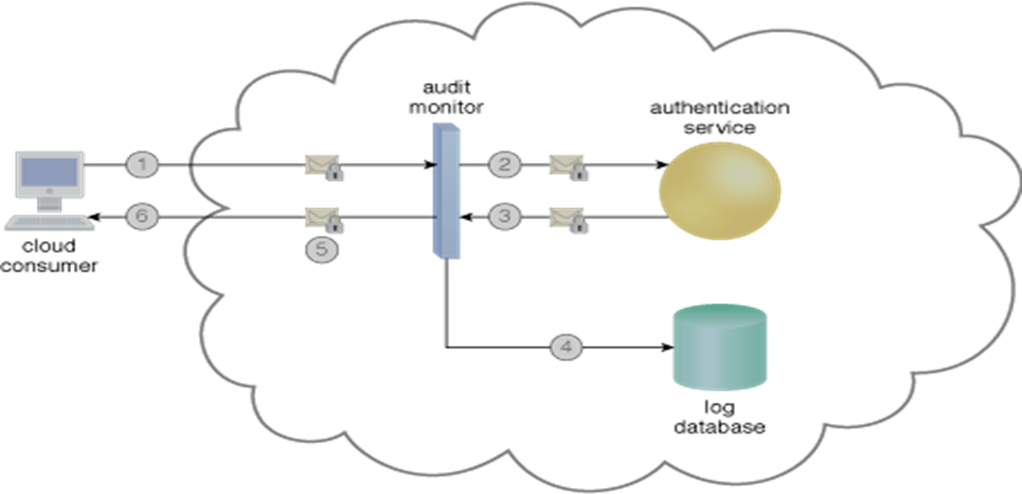 audit
monitor
authentication
service
1
2
6
3
5
cloud
consumer
4
log
database